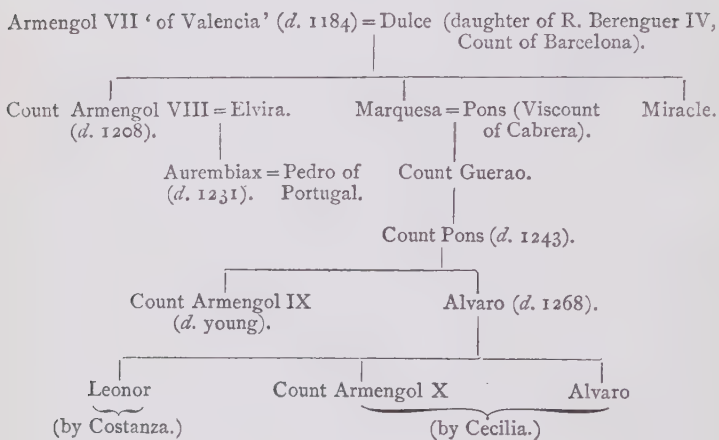 Armengol VII ‘ of Valencia’ (d. 1184) = Dulce (daughter of R. Berenguer IV,
Count of Barcelona).
Count Armengol VIII = Elvira. Marquesa = Pons (Viscount Miracle.
(d. 1208). of Cabrera).
Aurembiax = Pedro of Count Guerao.
(d. 1231). Portugal.
Count Pons (d. 1243).
Count Armengol IX Alvaro (d. 1268).
(d. young).
Leonor Count Armengol X Alvaro
(by Costanza.) (by Cecilia.)